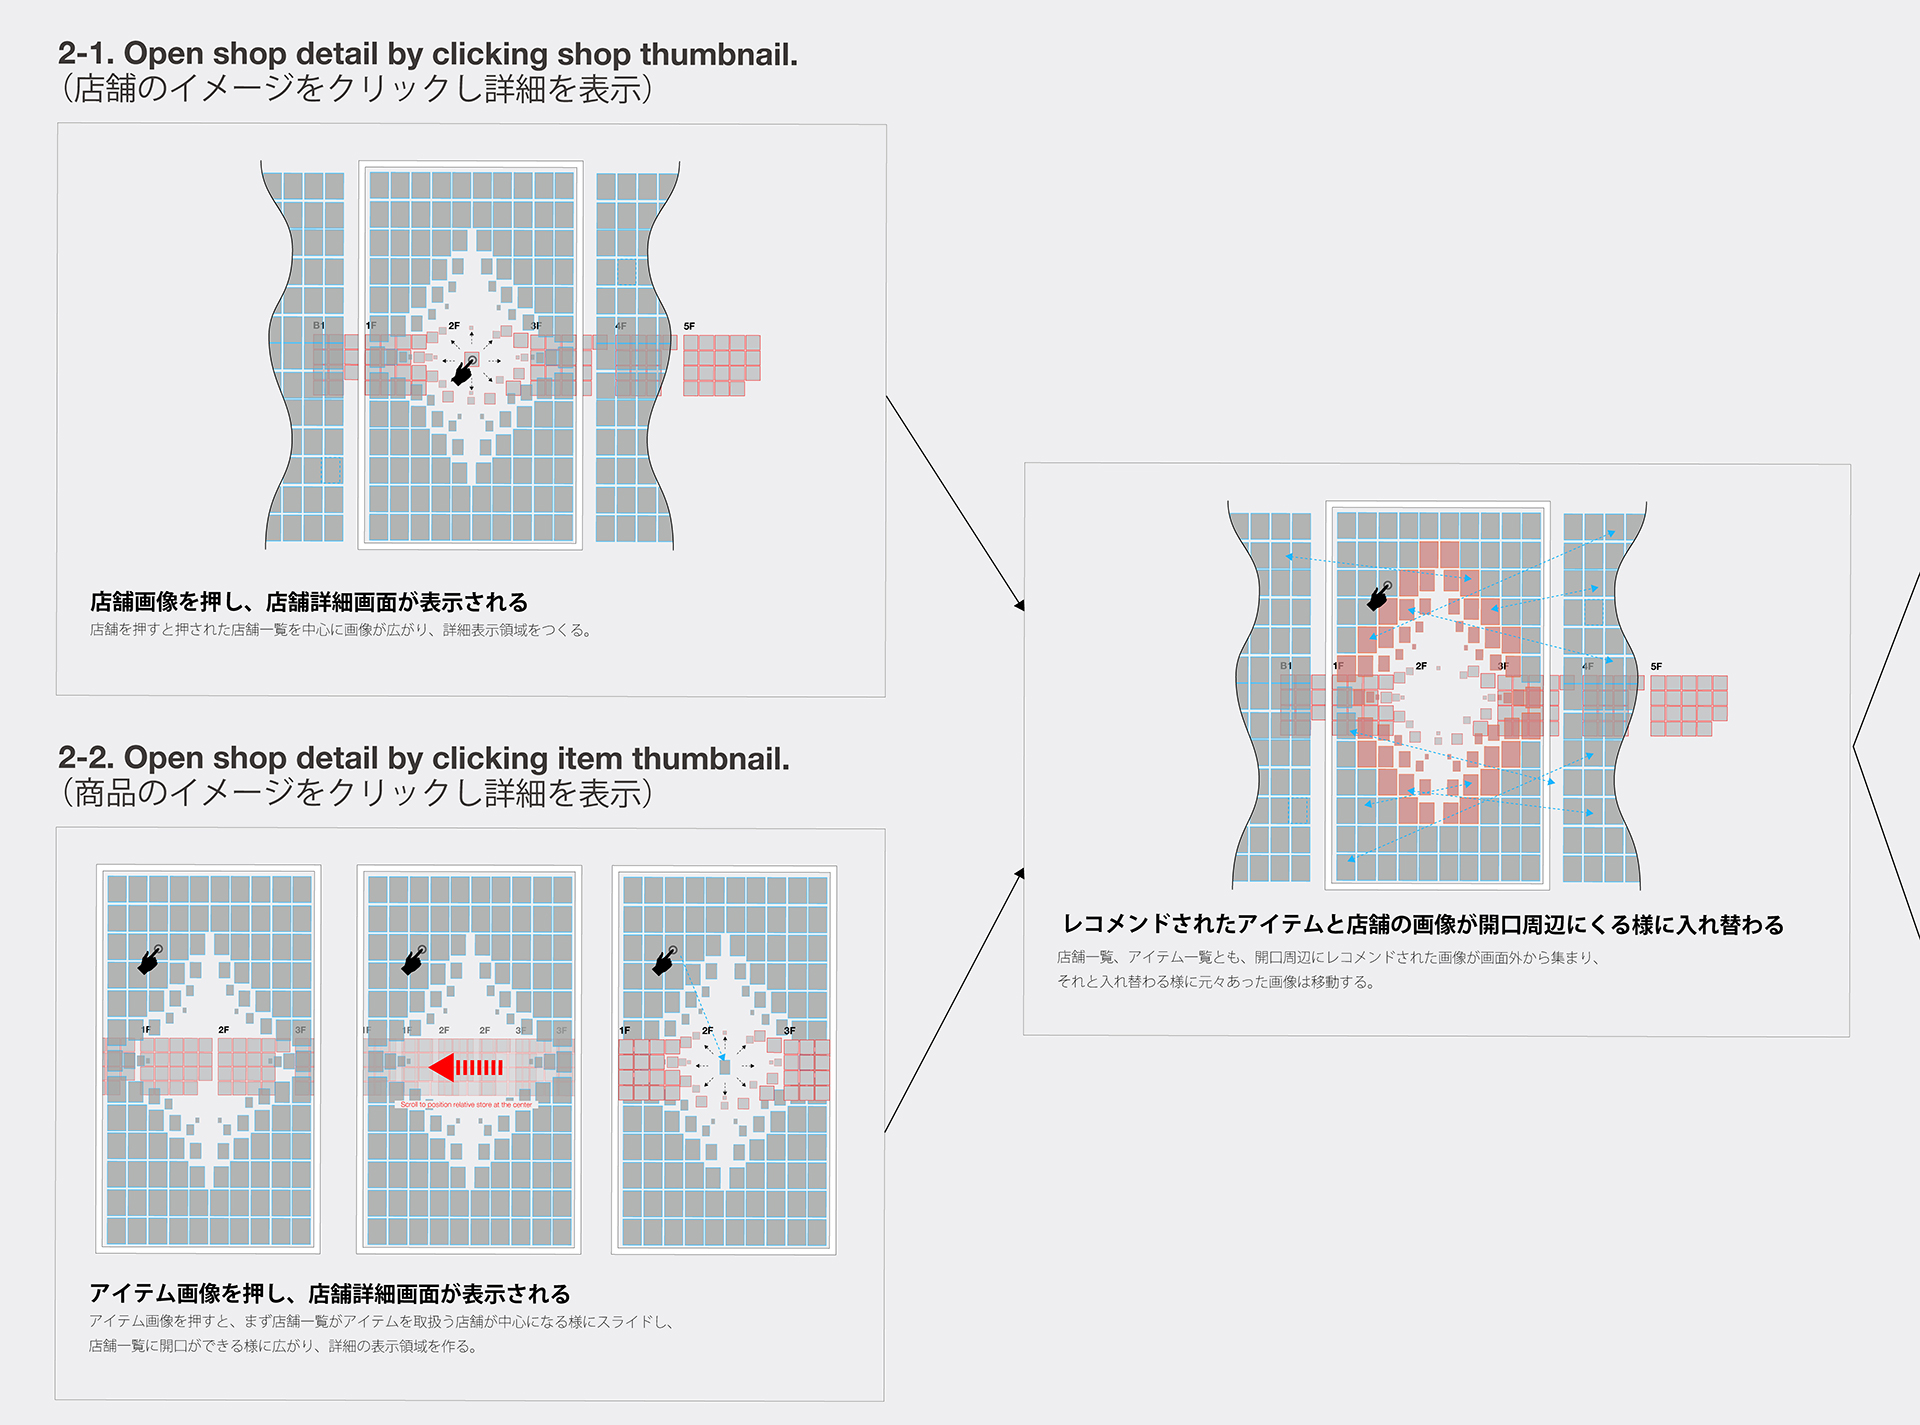 2-1. Open shop detail by clicking shop thumbnail.
（店舗のイメージをクリックし詳細を表示）
B1 1F 2F 3F 4F 5F
店舗画像を押し、店舗詳細画面が表示される
店舗を押すと押された店舗一覧を中心に画像が広がり、詳細表示領域をつくる。
2-2. Open shop detail by clicking item thumbnail.
（商品のイメージをクリックし詳細を表示）
1F 2F 3F
1F 1F 2F 2F 3F 3F
Scroll to position relative store at the center
1F 2F 3F
アイテム画像を押し、店舗詳細画面が表示される
アイテム画像を押すと、まず店舗一覧がアイテムを取扱う店舗が中心になる様にスライドし、
店舗一覧に開口ができる様に広がり、詳細の表示領域を作る。
B1 1F 2F 3F 4F 5F
レコメンドされたアイテムと店舗の画像が開口周辺にくる様に入れ替わる
店舗一覧、アイテム一覧とも、開口周辺にレコメンドされた画像が画面外から集まり、
それと入れ替わる様に元々あった画像は移動する。